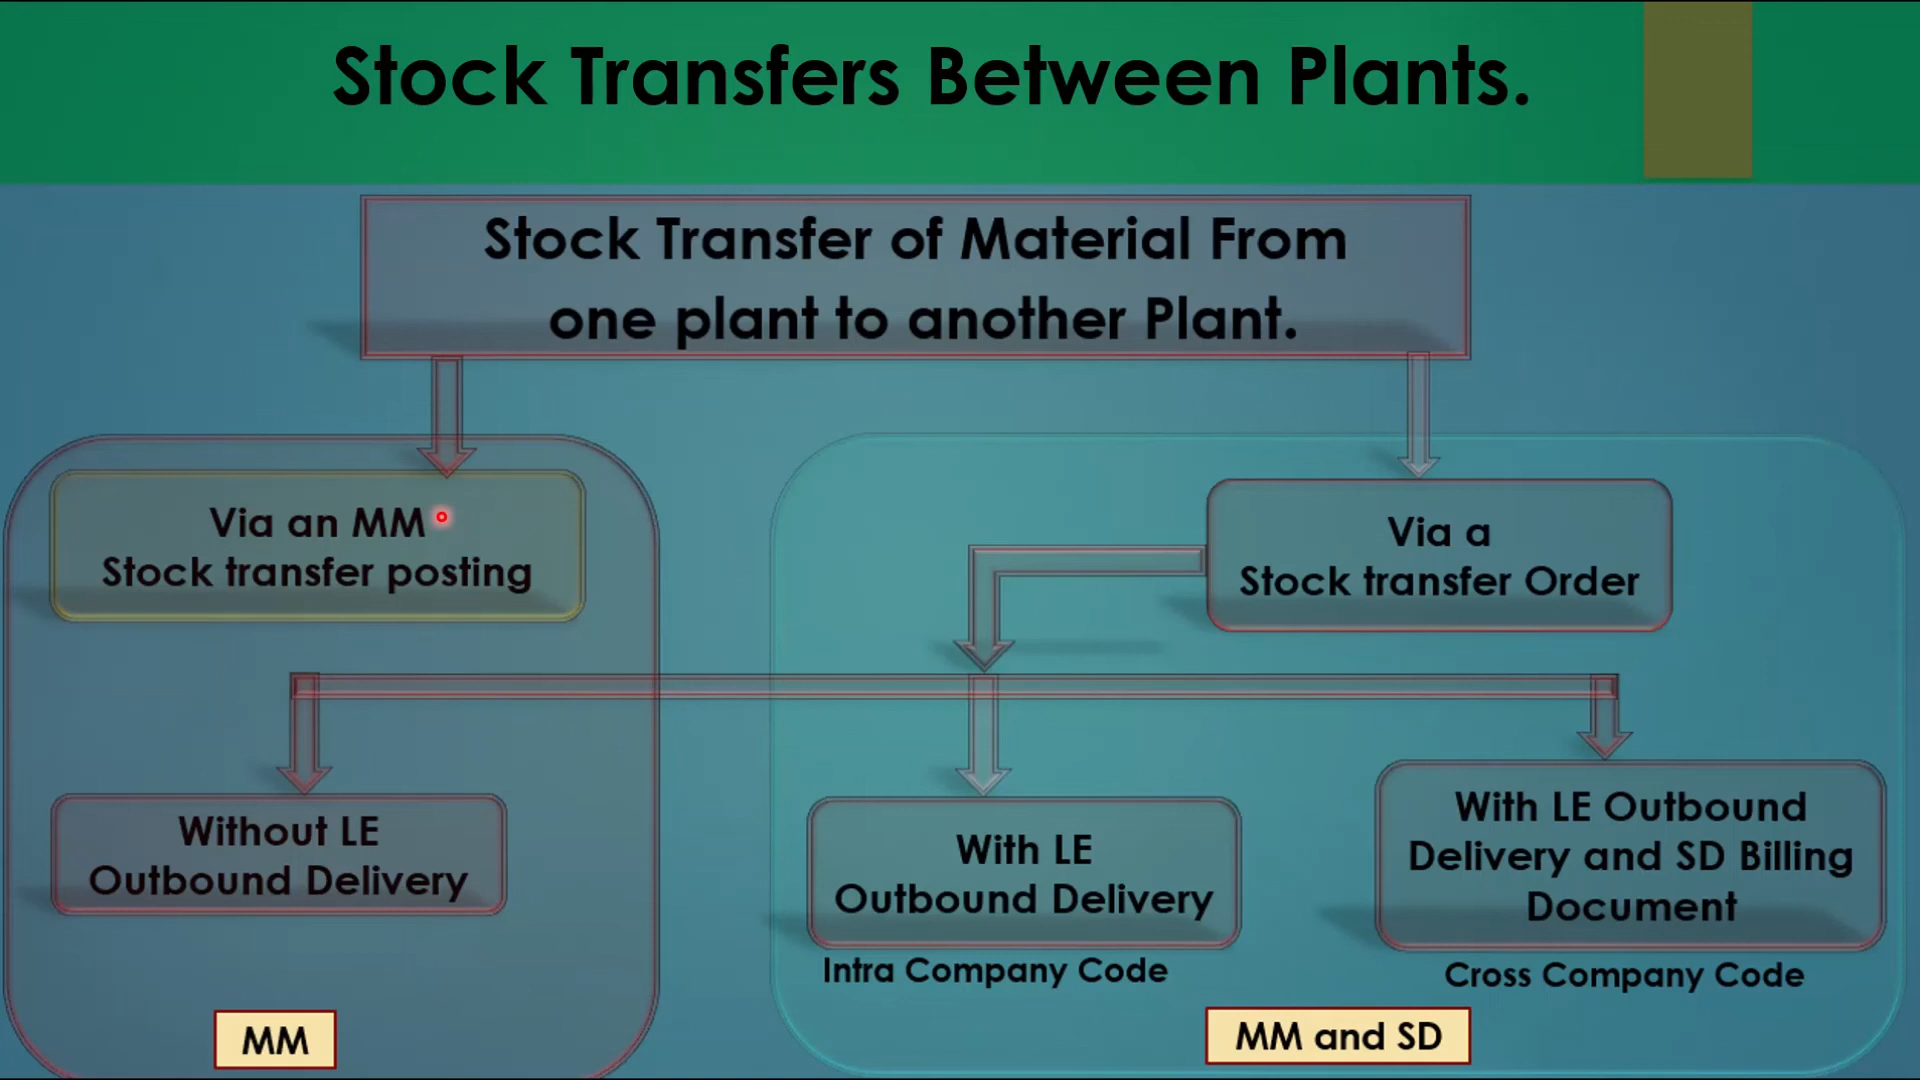 Stock Transfers Between Plants.
Stock Transfer of Material From
one plant to another Plant.
Via an MM
Stock transfer posting
Via a
Stock transfer Order
Without LE
Outbound Delivery
With LE
Outbound Delivery
Intra Company Code
With LE Outbound
Delivery and SD Billing
Document
Cross Company Code
MM
MM and SD